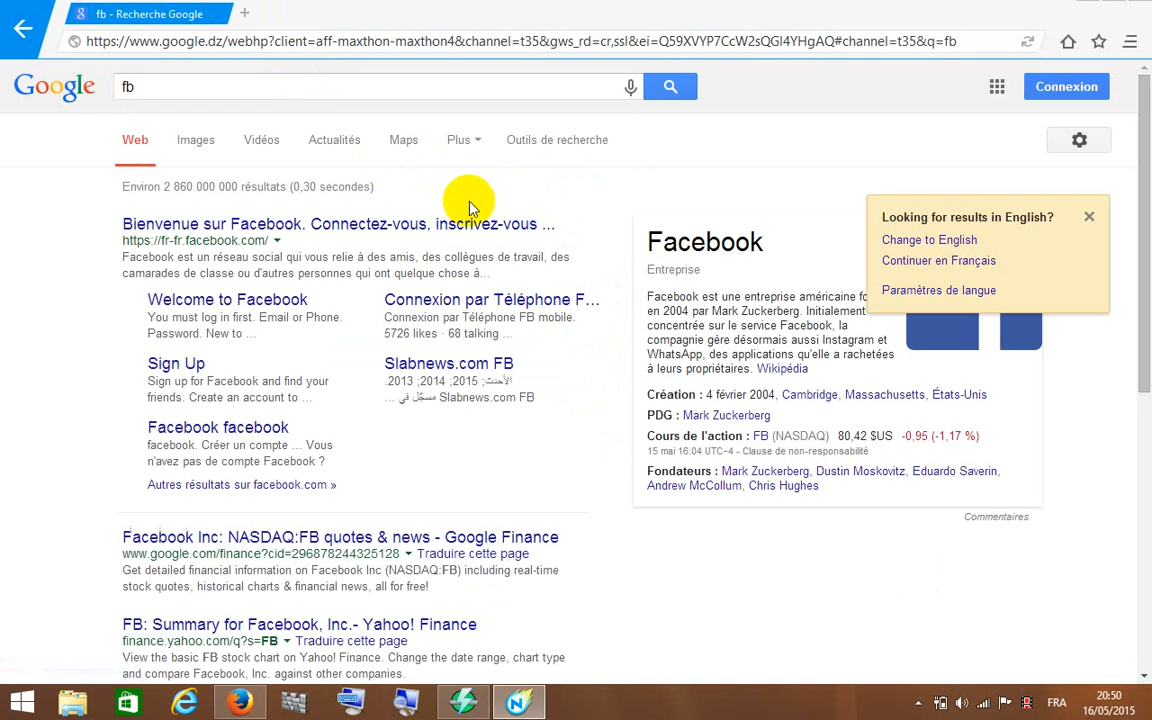 fb - Recherche Google
https://www.google.dz/webhp?client=aff-maxthon-maxthon4&channel=t35&gws_rd=cr,ssl&ei=Q59XVYP7CcW2sQGI4YHgAQ#channel=t35&q=fb
Google
fb
Connexion
Web Images Vidéos Actualités Maps Plus Outils de recherche
Environ 2 860 000 000 résultats (0,30 secondes)
Bienvenue sur Facebook. Connectez-vous, inscrivez-vous ...
https://fr-fr.facebook.com/
Facebook est un réseau social qui vous relie à des amis, des collègues de travail, des
camarades de classe ou d'autres personnes qui ont quelque chose à...
Welcome to Facebook
You must log in first. Email or Phone.
Password. New to ...
Connexion par Téléphone F...
Connexion par Téléphone FB mobile.
5726 likes · 68 talking ...
Sign Up
Sign up for Facebook and find your
friends. Create an account to ...
Slabnews.com FB
الأحدث; 2015; 2014; 2013.
Slabnews.com FB مسجّل في ...
Facebook facebook
facebook. Créer un compte ... Vous
n'avez pas de compte Facebook ?
Autres résultats sur facebook.com »
Facebook Inc: NASDAQ:FB quotes & news - Google Finance
www.google.com/finance?cid=296878244325128 Traduire cette page
Get detailed financial information on Facebook Inc (NASDAQ:FB) including real-time
stock quotes, historical charts & financial news, all for free!
FB: Summary for Facebook, Inc.- Yahoo! Finance
finance.yahoo.com/q?s=FB Traduire cette page
View the basic FB stock chart on Yahoo! Finance. Change the date range, chart type
and compare Facebook, Inc. against other companies.
Facebook
Entreprise
Facebook est une entreprise américaine fo
en 2004 par Mark Zuckerberg. Initialement
concentrée sur le service Facebook, la
compagnie gère désormais aussi Instagram et
WhatsApp, des applications qu'elle a rachetées
à leurs propriétaires. Wikipédia
Création : 4 février 2004, Cambridge, Massachusetts, États-Unis
PDG : Mark Zuckerberg
Cours de l'action : FB (NASDAQ) 80,42 $US -0,95 (-1,17 %)
15 mai 16:04 UTC−4 - Clause de non-responsabilité
Fondateurs : Mark Zuckerberg, Dustin Moskovitz, Eduardo Saverin,
Andrew McCollum, Chris Hughes
Commentaires
Looking for results in English?
Change to English
Continuer en Français
Paramètres de langue
FRA
20:50
16/05/2015